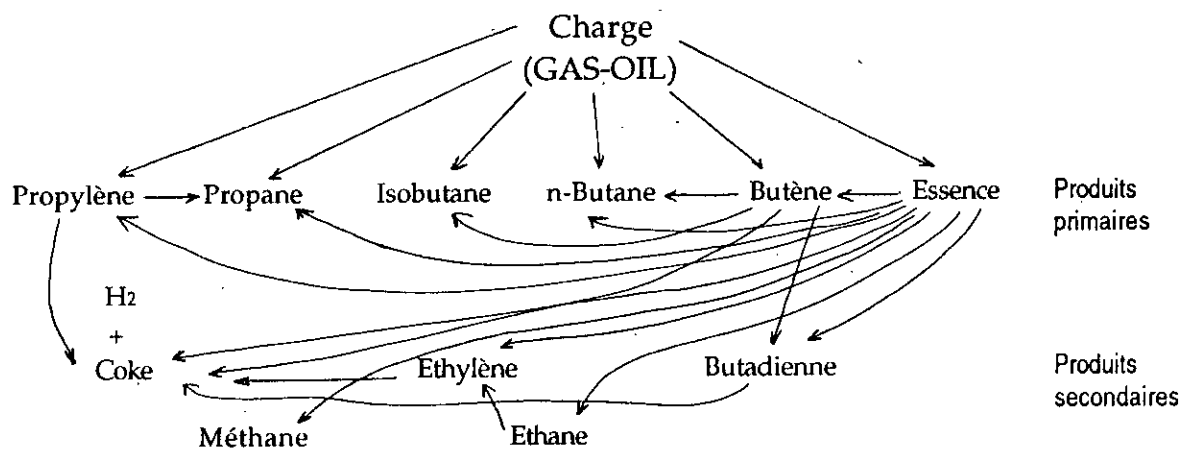 Charge
(GAS-OIL)
Propylène Propane Isobutane n-Butane Butène Essence
Produits
primaires
H2
+
Coke Ethylène Butadienne
Produits
secondaires
Méthane Ethane